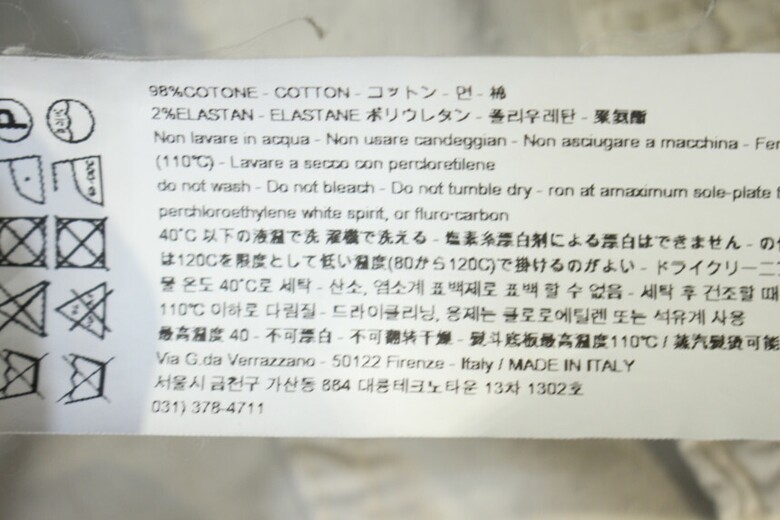 98%COTONE - COTTON - コットン - 면 - 棉
2%ELASTAN - ELASTANE ポリウレタン - 폴리우레탄 - 聚氨酯
Non lavare in acqua - Non usare candeggian - Non asciugare a macchina - Fer
(110℃) - Lavare a secco con percloretilene
do not wash - Do not bleach - Do not tumble dry - ron at amaximum sole-plate t
perchloroethylene white spirit, or fluro-carbon
40℃ 以下の液温で洗 濯機で洗える - 塩素系漂白剤による漂白はできません - の
は120Cを限度として低い温度(80から120C)で掛けるのがよい - ドライクリーニ
물 온도 40℃로 세탁 - 산소, 염소계 표백제로 표백 할 수 없음 - 세탁 후 건조할 때
110℃ 이하로 다림질 - 드라이클리닝, 용제는 클로로에틸렌 또는 석유계 사용
最高温度 40 - 不可漂白 - 不可翻转干燥 - 熨斗底板最高温度110℃ / 蒸汽熨烫可能
Via G.da Verrazzano - 50122 Firenze - Italy / MADE IN ITALY
서울시 금천구 가산동 884 대륭테크노타운 13차 1302호
031) 378-4711
P